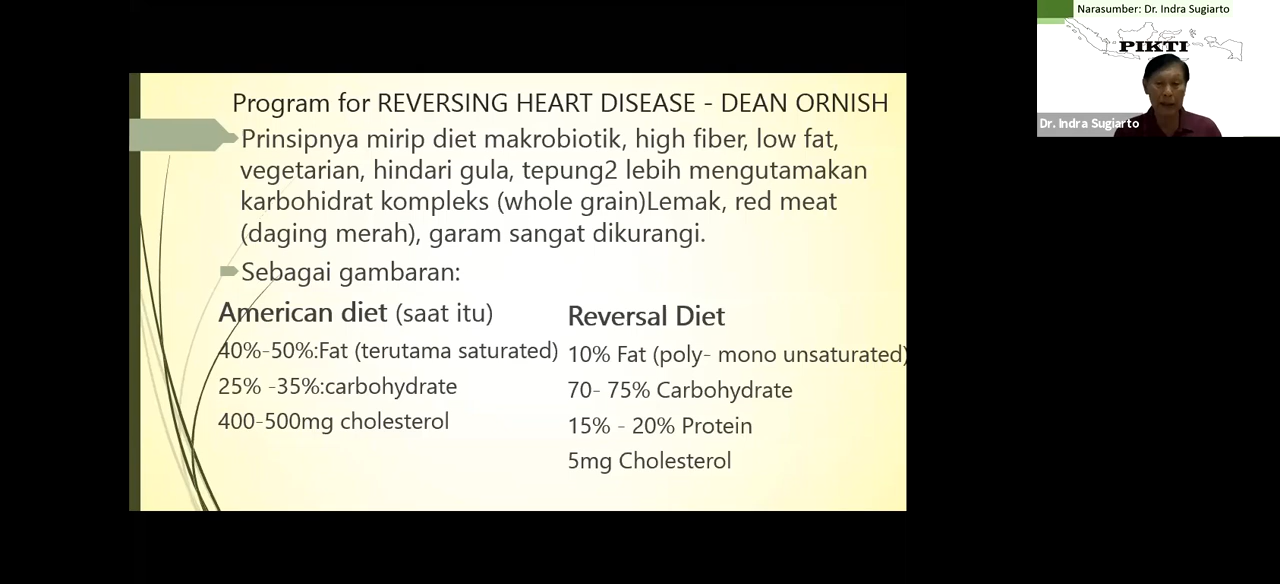 Narasumber: Dr. Indra Sugiarto
PIKTI
Dr. Indra Sugiarto
Program for REVERSING HEART DISEASE - DEAN ORNISH
Prinsipnya mirip diet makrobiotik, high fiber, low fat,
vegetarian, hindari gula, tepung2 lebih mengutamakan
karbohidrat kompleks (whole grain)Lemak, red meat
(daging merah), garam sangat dikurangi.
Sebagai gambaran:
American diet (saat itu)
40%-50%:Fat (terutama saturated)
25% -35%:carbohydrate
400-500mg cholesterol
Reversal Diet
10% Fat (poly- mono unsaturated)
70- 75% Carbohydrate
15% - 20% Protein
5mg Cholesterol